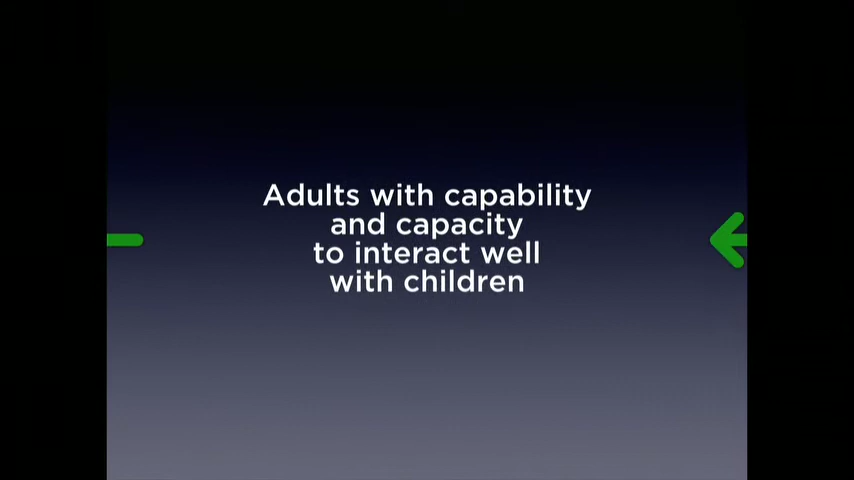 Adults with capability
and capacity
to interact well
with children